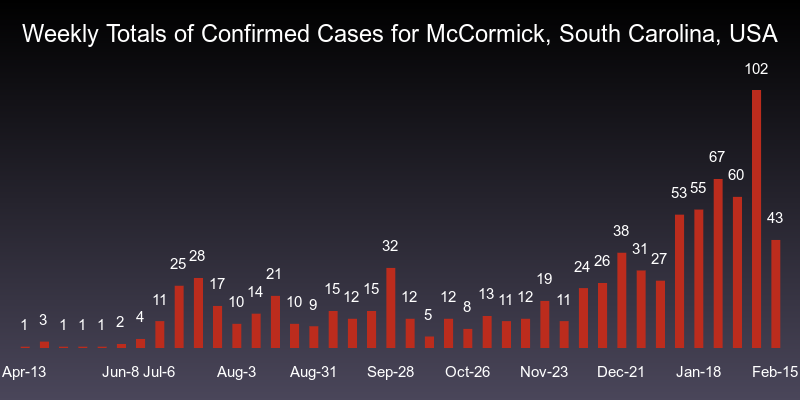 Weekly Totals of Confirmed Cases for McCormick, South Carolina, USA
1 3 1 1 1 2 4 11 25 28 17 10 14 21 10 9 15 12 15 32 12 5 12 8 13 11 12 19 11 24 26 38 31 27 53 55 67 60 102 43
Apr-13 Jun-8 Jul-6 Aug-3 Aug-31 Sep-28 Oct-26 Nov-23 Dec-21 Jan-18 Feb-15